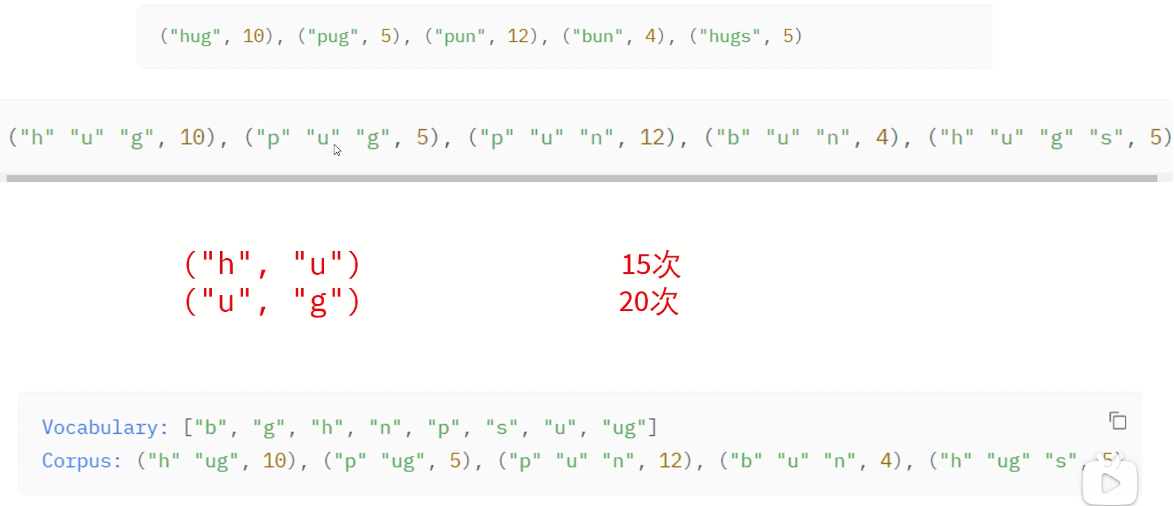 ("hug", 10), ("pug", 5), ("pun", 12), ("bun", 4), ("hugs", 5)
("h" "u" "g", 10), ("p" "u" "g", 5), ("p" "u" "n", 12), ("b" "u" "n", 4), ("h" "u" "g" "s", 5)
("h", "u") 15次
("u", "g") 20次
Vocabulary: ["b", "g", "h", "n", "p", "s", "u", "ug"]
Corpus: ("h" "ug", 10), ("p" "ug", 5), ("p" "u" "n", 12), ("b" "u" "n", 4), ("h" "ug" "s", 5)